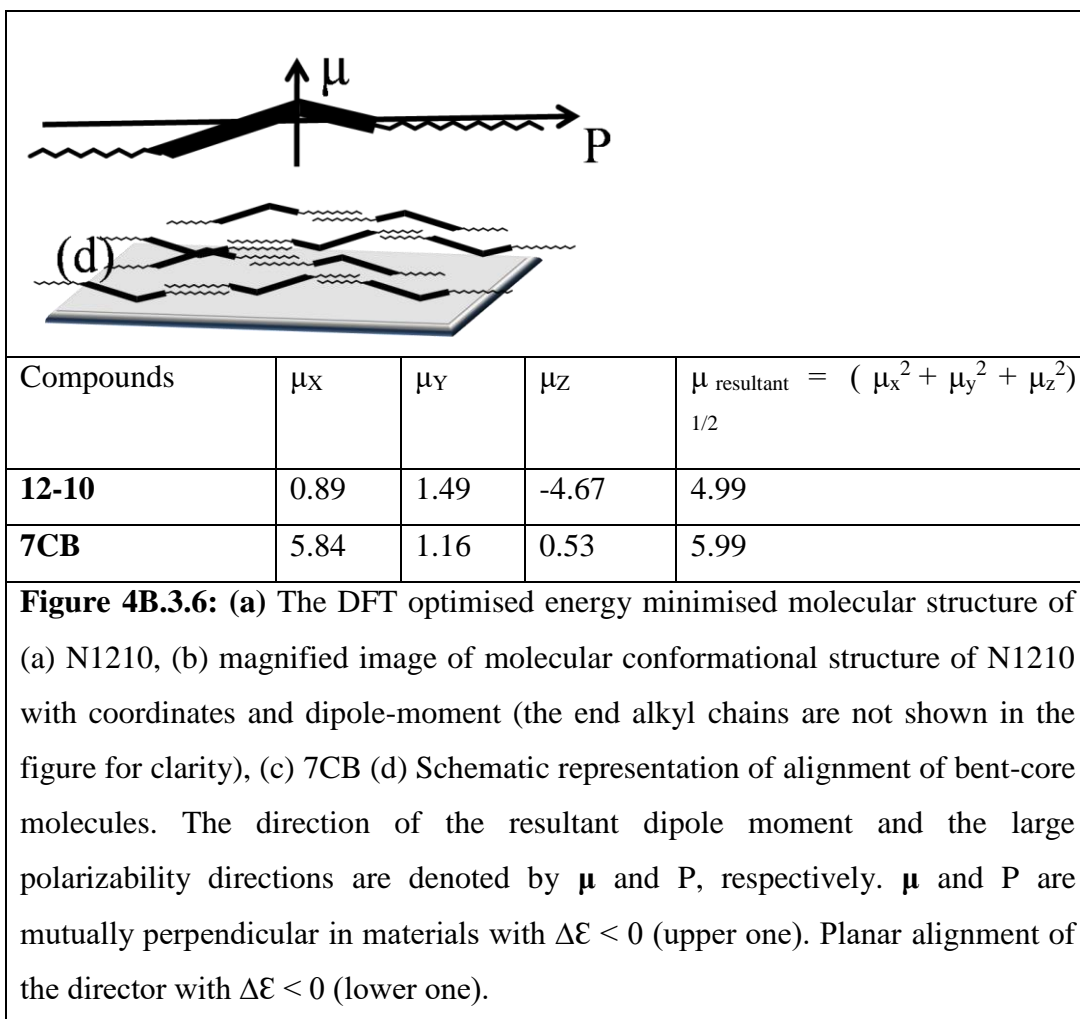 μ
P
(d)
Compounds μX μY μZ μ resultant = ( μx2 + μy2 + μz2)
1/2
12-10 0.89 1.49 -4.67 4.99
7CB 5.84 1.16 0.53 5.99
Figure 4B.3.6: (a) The DFT optimised energy minimised molecular structure of
(a) N1210, (b) magnified image of molecular conformational structure of N1210
with coordinates and dipole-moment (the end alkyl chains are not shown in the
figure for clarity), (c) 7CB (d) Schematic representation of alignment of bent-core
molecules. The direction of the resultant dipole moment and the large
polarizability directions are denoted by μ and P, respectively. μ and P are
mutually perpendicular in materials with ΔƐ < 0 (upper one). Planar alignment of
the director with ΔƐ < 0 (lower one).